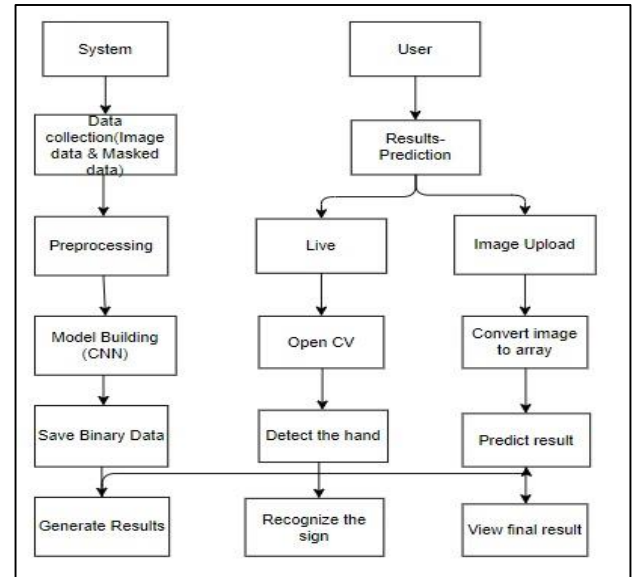 System
User
Data
collection(Image
data & Masked
data)
Results-
Prediction
Preprocessing
Live
Image Upload
Model Building
(CNN)
Open CV
Convert image
to array
Save Binary Data
Detect the hand
Predict result
Generate Results
Recognize the
sign
View final result